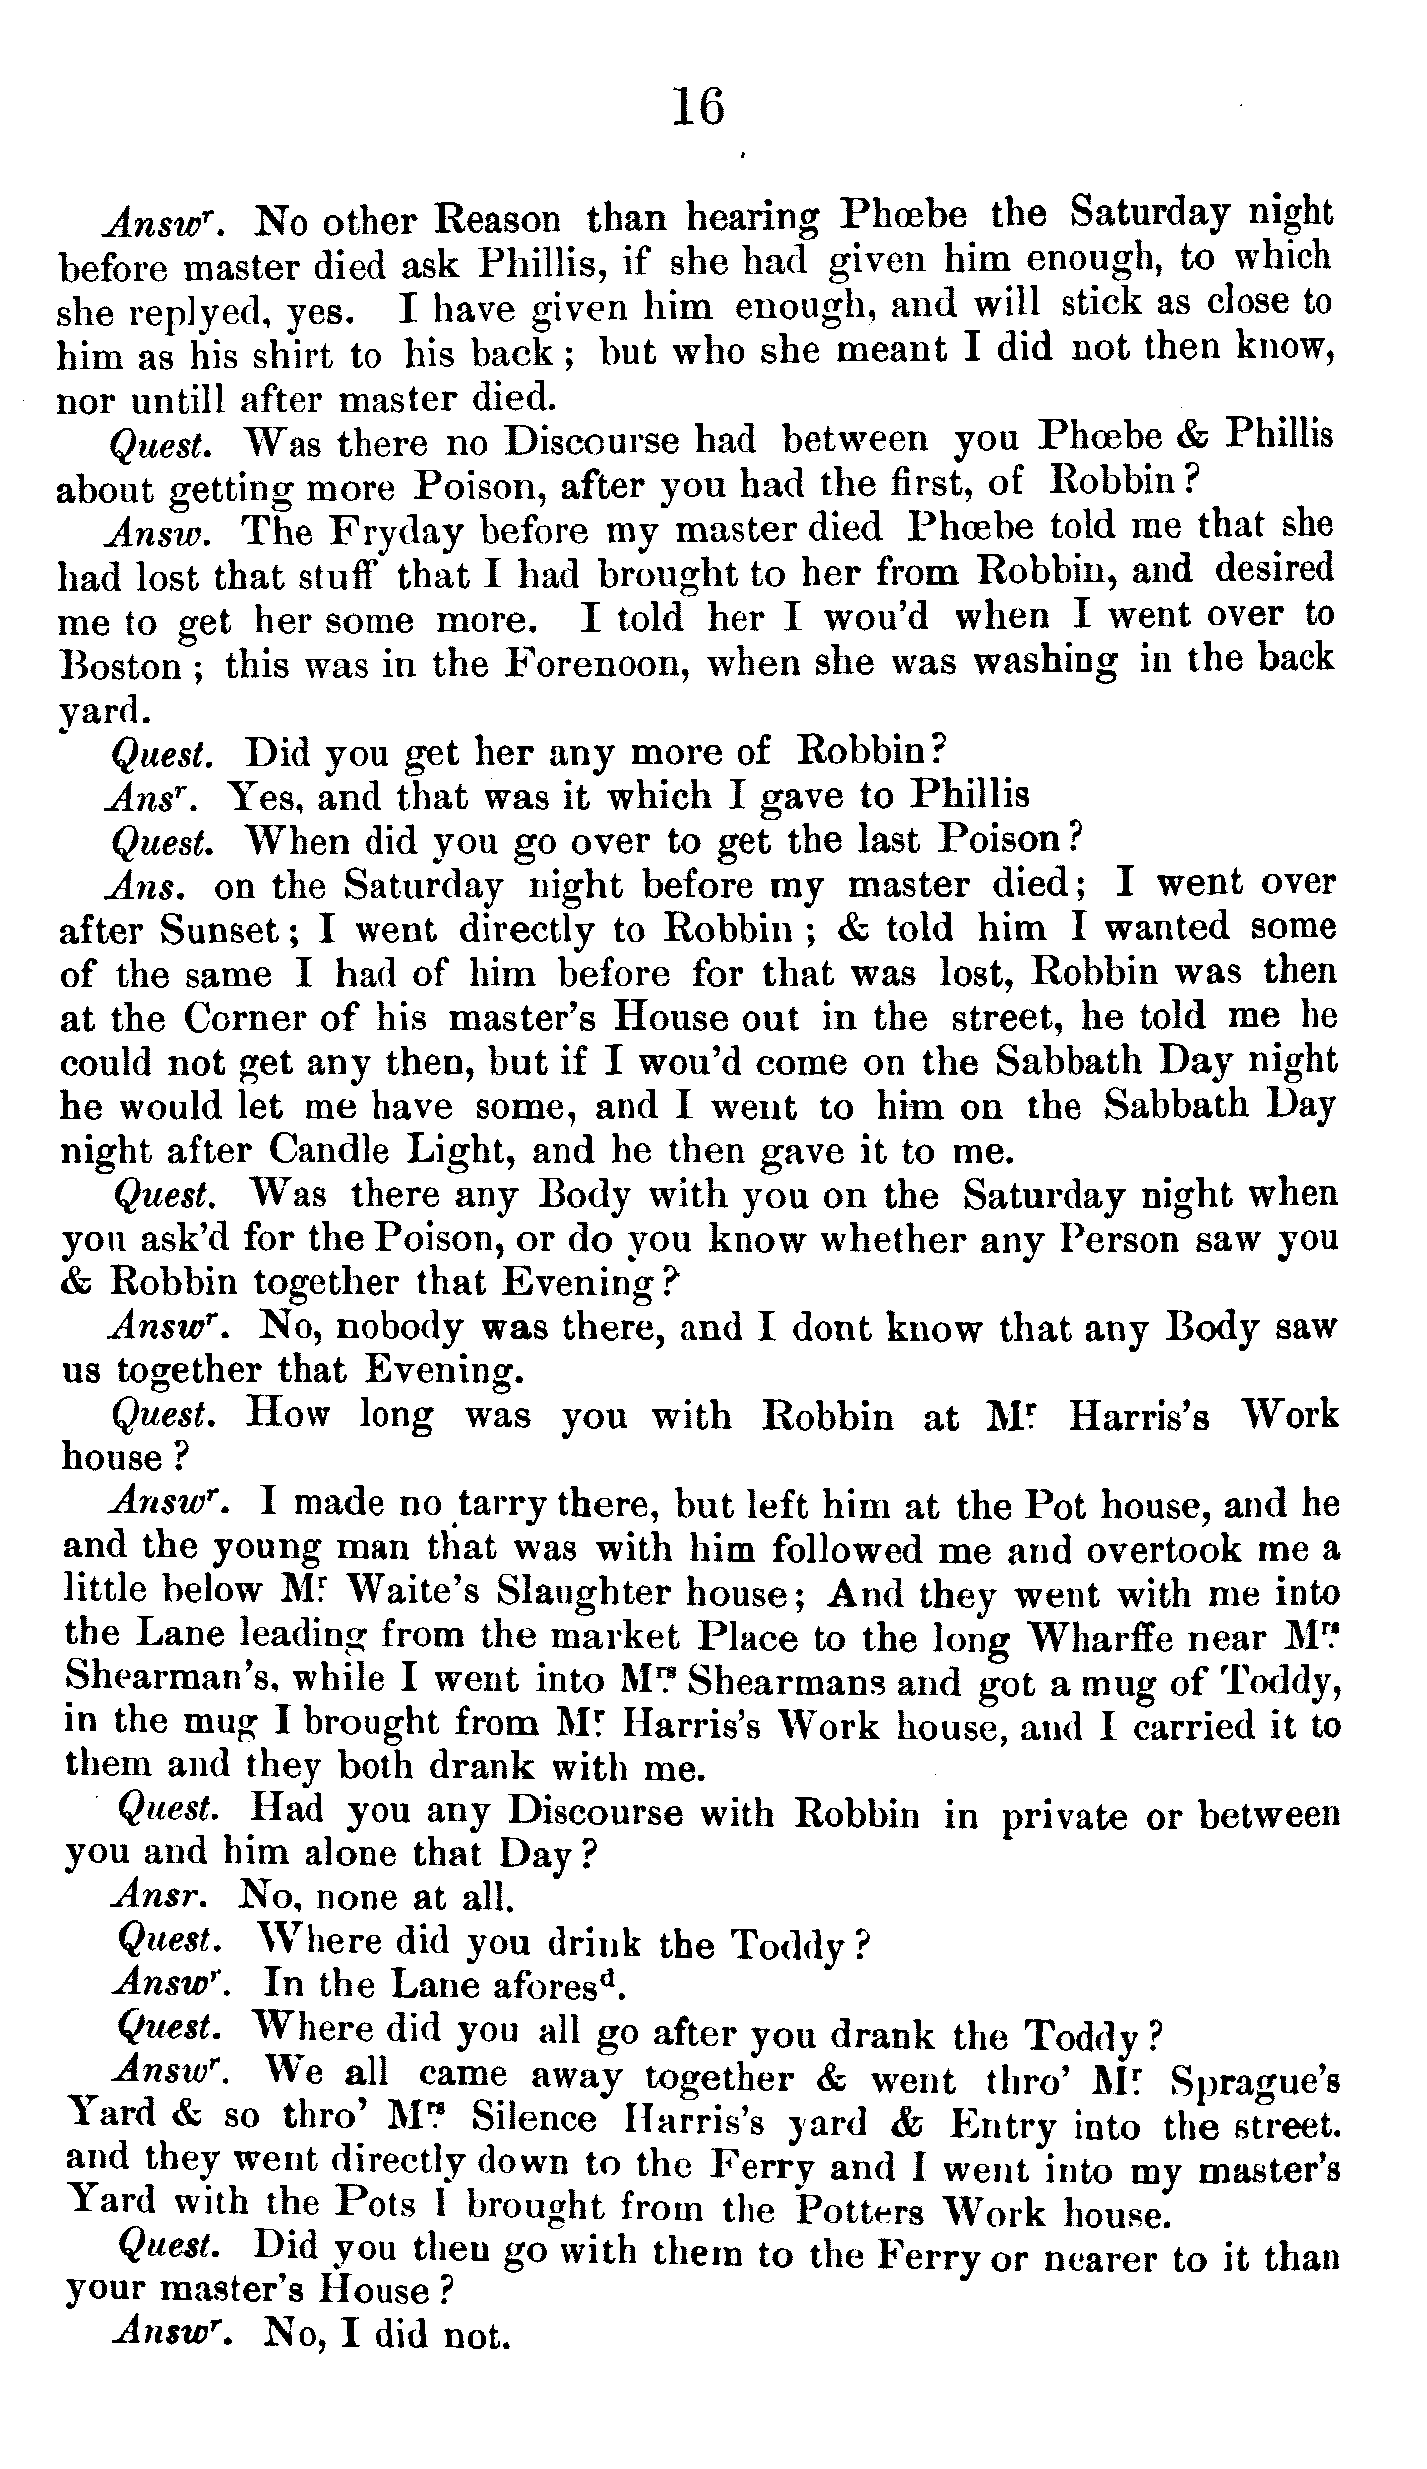 16
Answr. No other Reason than hearing Phœbe the Saturday night
before master died ask Phillis, if she had given him enough, to which
she replyed, yes. I have given him enough, and will stick as close to
him as his shirt to his back ; but who she meant I did not then know,
nor untill after master died.
Quest. Was there no Discourse had between you Phœbe & Phillis
about getting more Poison, after you had the first, of Robbin ?
Answ. The Fryday before my master died Phœbe told me that she
had lost that stuff that I had brought to her from Robbin, and desired
me to get her some more. I told her I wou'd when I went over to
Boston ; this was in the Forenoon, when she was washing in the back
yard.
Quest. Did you get her any more of Robbin?
Ansr. Yes, and that was it which I gave to Phillis
Quest. When did you go over to get the last Poison ?
Ans. on the Saturday night before my master died; I went over
after Sunset ; I went directly to Robbin ; & told him I wanted some
of the same I had of him before for that was lost, Robbin was then
at the Corner of his master's House out in the street, he told me he
could not get any then, but if I wou'd come on the Sabbath Day night
he would let me have some, and I went to him on the Sabbath Day
night after Candle Light, and he then gave it to me.
Quest. Was there any Body with you on the Saturday night when
you ask'd for the Poison, or do you know whether any Person saw you
& Robbin together that Evening ?
Answr. No, nobody was there, and I dont know that any Body saw
us together that Evening.
Quest. How long was you with Robbin at Mr Harris's Work
house ?
Answr. I made no tarry there, but left him at the Pot house, and he
and the young man that was with him followed me and overtook me a
little below Mr Waite's Slaughter house; And they went with me into
the Lane leading from the market Place to the long Wharffe near Mrs
Shearman's, while I went into Mrs Shearmans and got a mug of Toddy,
in the mug I brought from Mr Harris's Work house, and I carried it to
them and they both drank with me.
Quest. Had you any Discourse with Robbin in private or between
you and him alone that Day ?
Ansr. No, none at all.
Quest. Where did you drink the Toddy ?
Answr. In the Lane aforesd.
Quest. Where did you all go after you drank the Toddy ?
Answr. We all came away together & went thro' Mr Sprague's
Yard & so thro' Mrs Silence Harris's yard & Entry into the street.
and they went directly down to the Ferry and I went into my master's
Yard with the Pots I brought from the Potters Work house.
Quest. Did you then go with them to the Ferry or nearer to it than
your master's House ?
Answr. No, I did not.